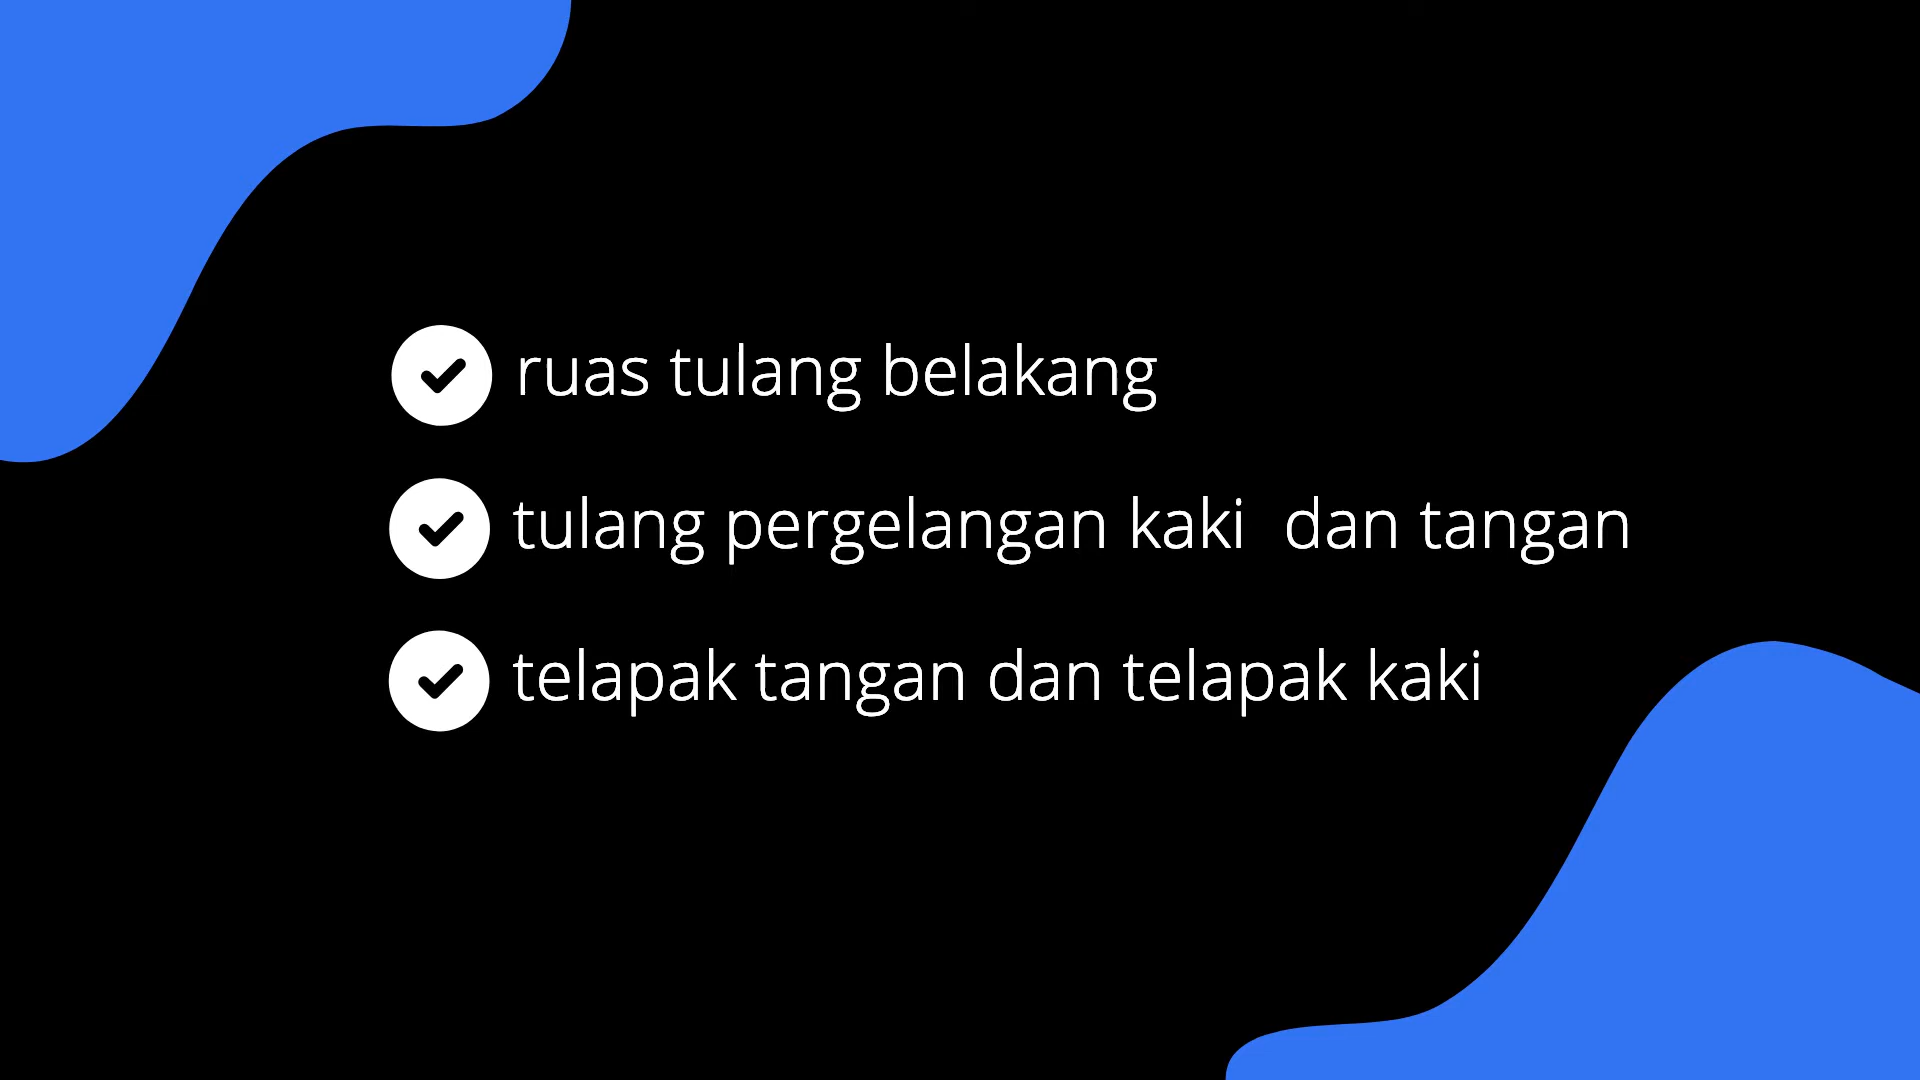 ruas tulang belakang
tulang pergelangan kaki  dan tangan
telapak tangan dan telapak kaki